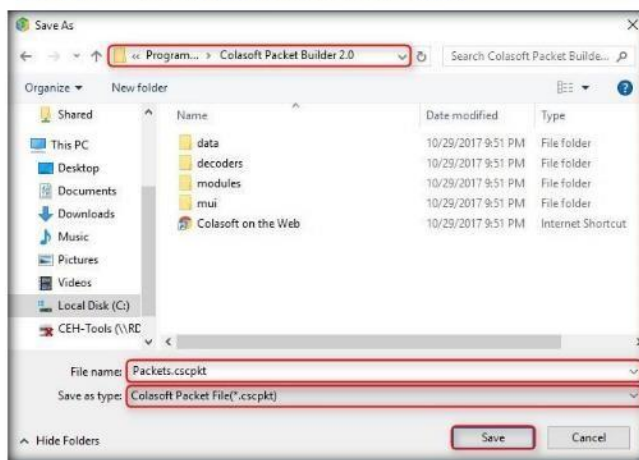 Save As
« Program... > Colasoft Packet Builder 2.0
Search Colasoft Packet Builde...
Organize
New folder
Shared
This PC
Desktop
Documents
Downloads
Music
Pictures
Videos
Local Disk (C:)
CEH-Tools (\\RD
Name Date modified Type
data 10/29/2017 9:51 PM File folder
decoders 10/29/2017 9:51 PM File folder
modules 10/29/2017 9:51 PM File folder
mui 10/29/2017 9:51 PM File folder
Colasoft on the Web 10/29/2017 9:51 PM Internet Shortcut
File name: Packets.cscpkt
Save as type: Colasoft Packet File(*.cscpkt)
Hide Folders
Save
Cancel